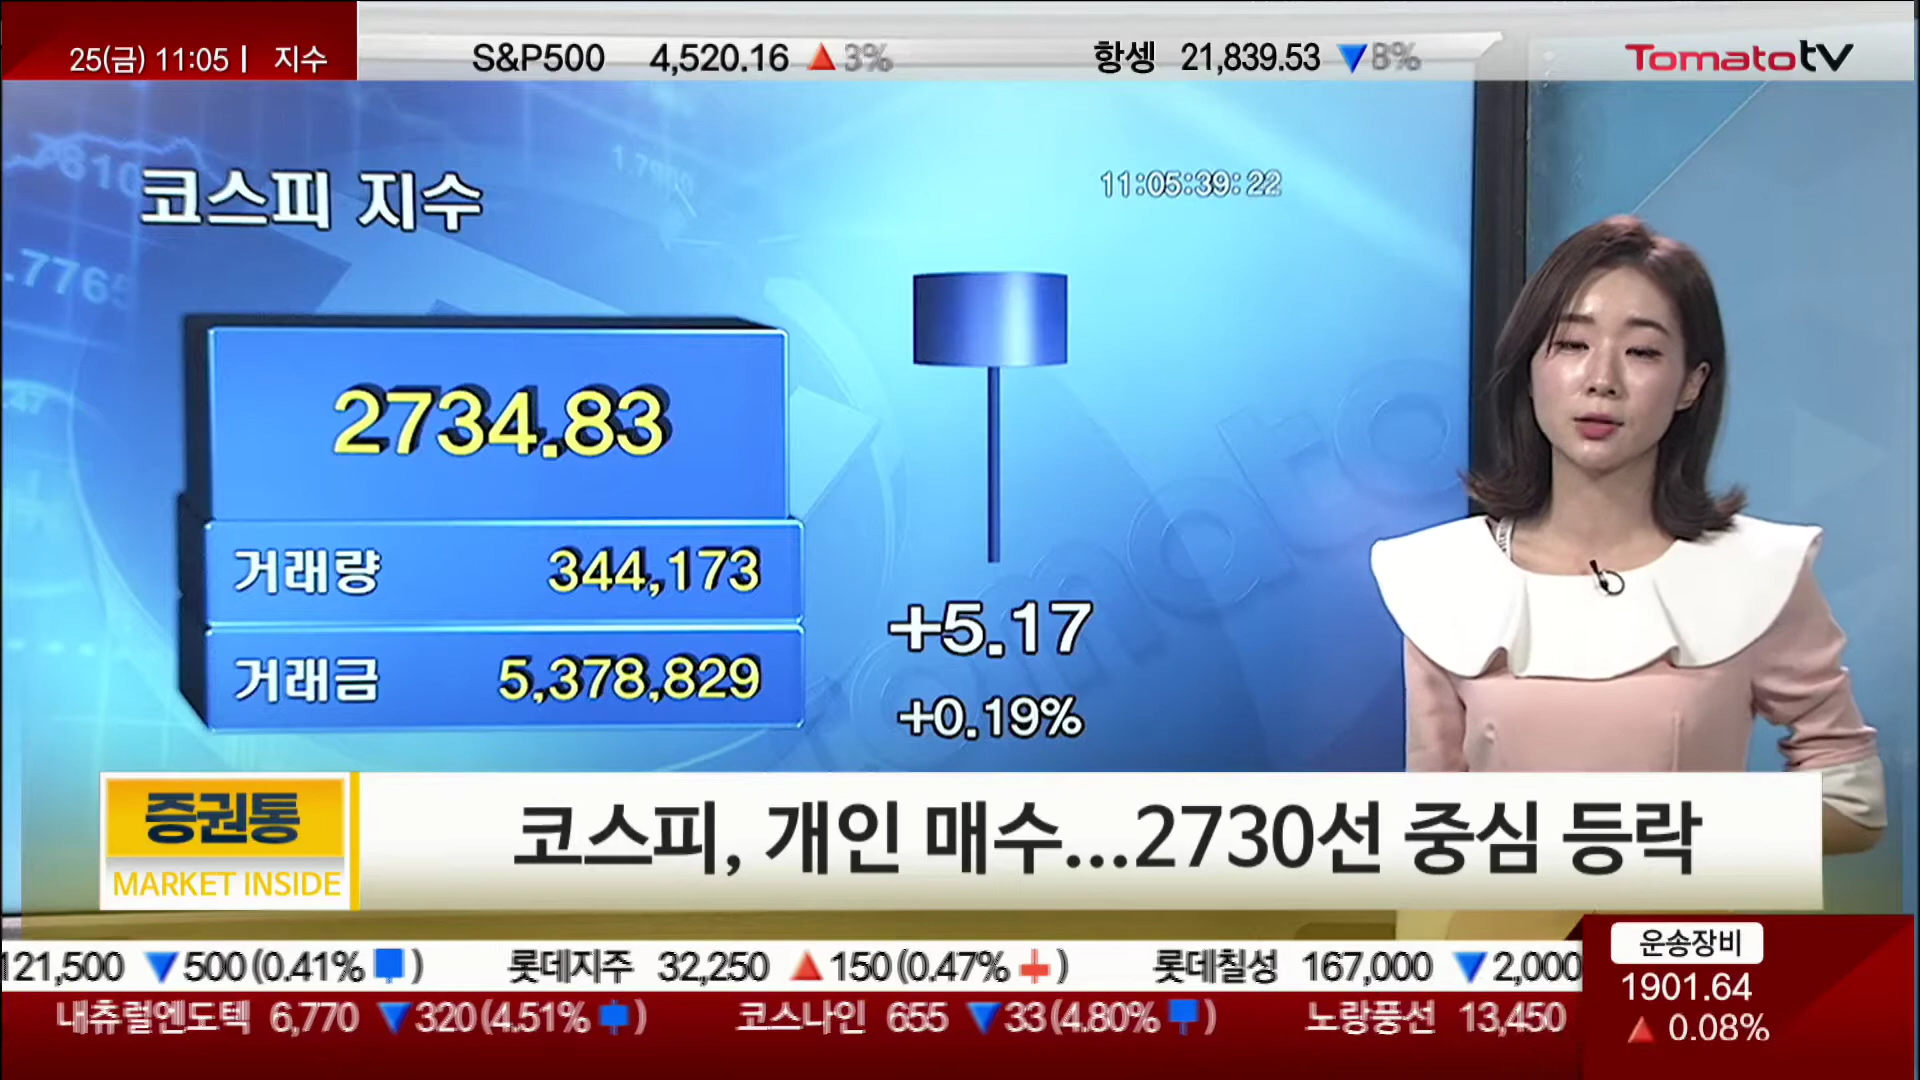 25(금) 11:05 | 지수
S&P500 4,520.16 ▲ 3%
항셍 21,839.53 ▼ 8%
Tomatotv
코스피 지수
11:05:39:22
.7765
2734.83
거래량 344,173
거래금 5,378,829
+5.17
+0.19%
Tomato
증권통
MARKET INSIDE
코스피, 개인 매수...2730선 중심 등락
121,500 ▼500(0.41% ) 롯데지주 32,250 ▲150(0.47% ) 롯데칠성 167,000 ▼2,000
내츄럴엔도텍 6,770 ▼320(4.51% ) 코스나인 655 ▼33(4.80% ) 노랑풍선 13,450
운송장비
1901.64
▲ 0.08%